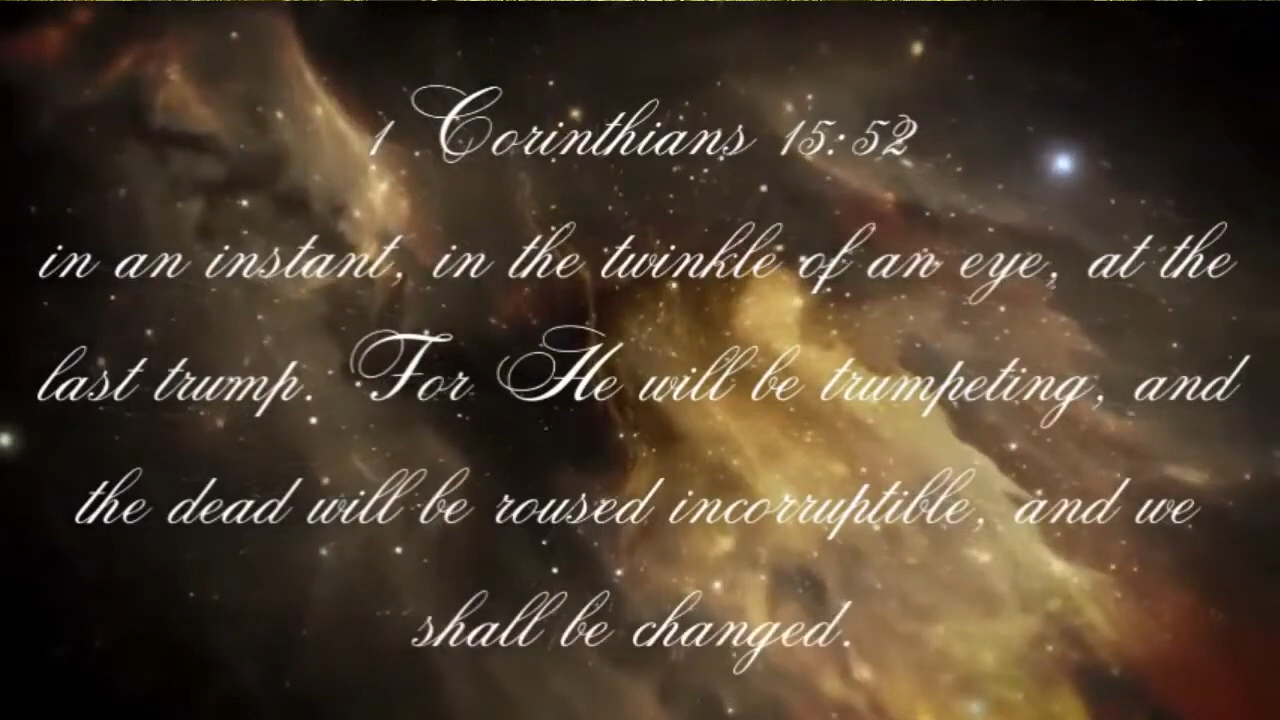 1 Corinthians 15:52
in an instant, in the twinkle of an eye, at the
last trump. For He will be trumpeting, and
the dead will be roused incorruptible, and we
shall be changed.